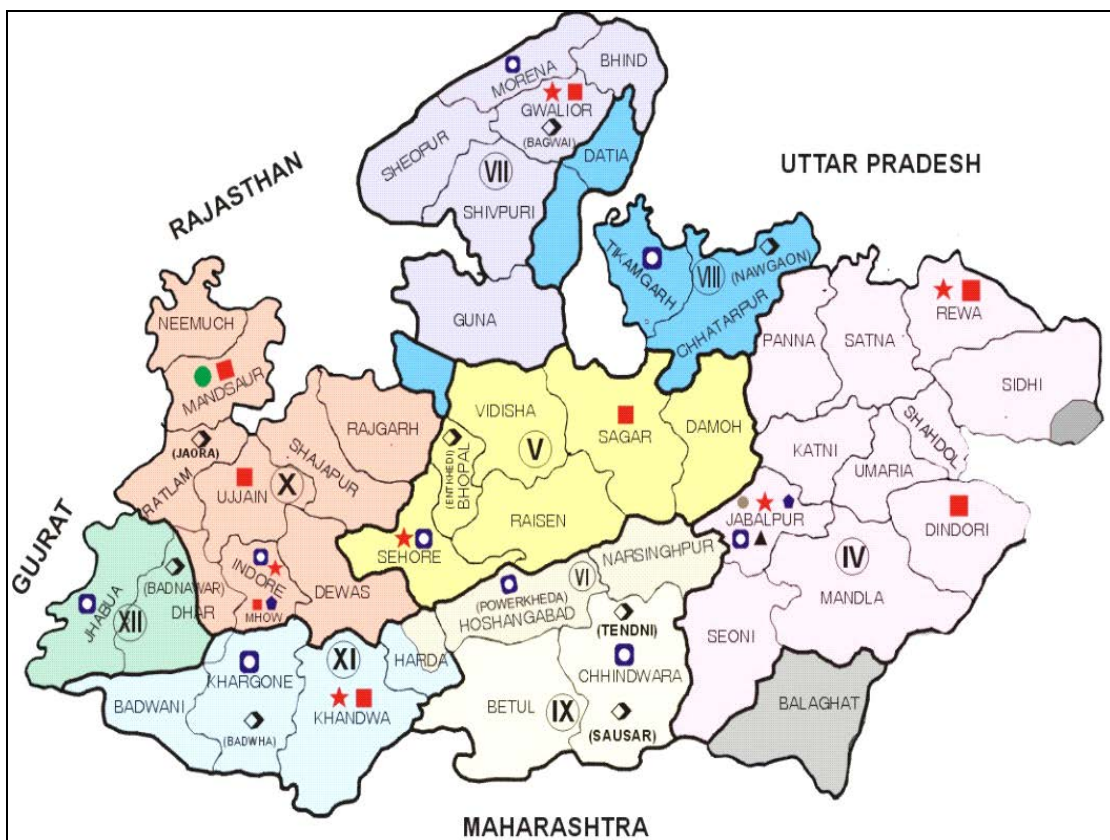 MORENA
BHIND
GWALIOR
(BAGWAI)
SHEOPUR
DATIA
UTTAR PRADESH
RAJASTHAN
VII
SHIVPURI
TIKAMGARH
VIII
(NAWGAON)
CHHATARPUR
GUNA
NEEMUCH
MANDSAUR
PANNA
SATNA
REWA
SIDHI
VIDISHA
SAGAR
DAMOH
RAJGARH
SHAJAPUR
(JAORA)
RATLAM
UJJAIN
X
(ENTKHEDI)
BHOPAL
V
RAISEN
KATNI
SHAHDOL
UMARIA
JABALPUR
DINDORI
SEHORE
NARSINGHPUR
GUJRAT
INDORE
DEWAS
(BADNAWAR)
DHAR
MHOW
JHABUA
XII
VI
(POWERKHEDA)
HOSHANGABAD
IV
MANDLA
(TENDNI)
SEONI
XI
HARDA
KHARGONE
CHHINDWARA
BADWANI
KHANDWA
BETUL
IX
BALAGHAT
(BADWHA)
(SAUSAR)
MAHARASHTRA